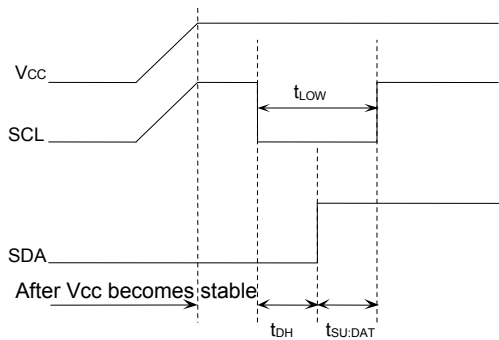 VCC
tLOW
SCL
SDA
After Vcc becomes stable
tDH
tSU:DAT